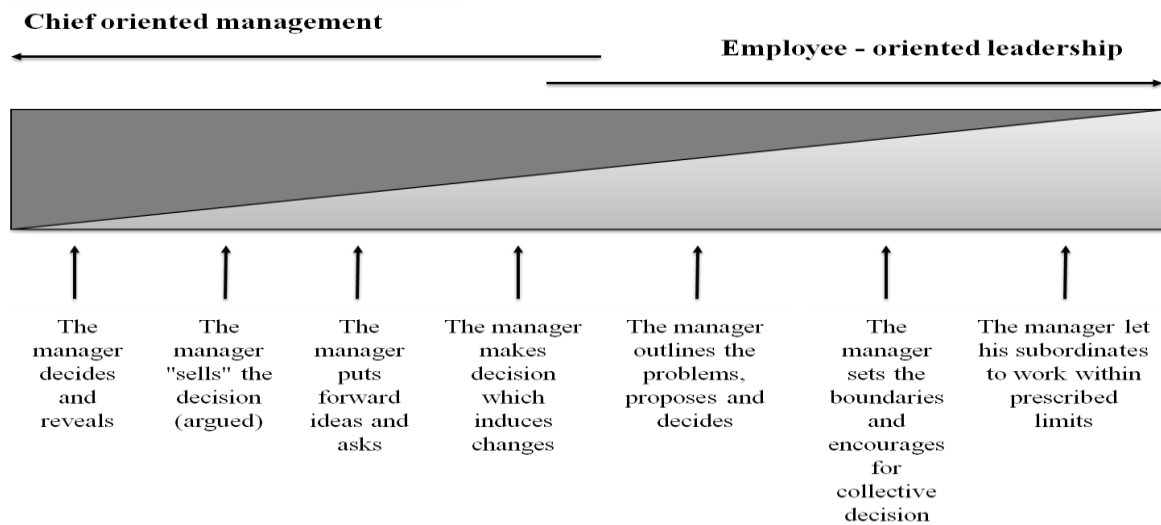 Chief oriented management
Employee - oriented leadership
The
manager
decides
and
reveals
The
manager
"sells" the
decision
(argued)
The
manager
puts
forward
ideas and
asks
The manager
makes
decision
which
induces
changes
The manager
outlines the
problems,
proposes and
decides
The
manager
sets the
boundaries
and
encourages
for
collective
decision
The manager let
his subordinates
to work within
prescribed
limits